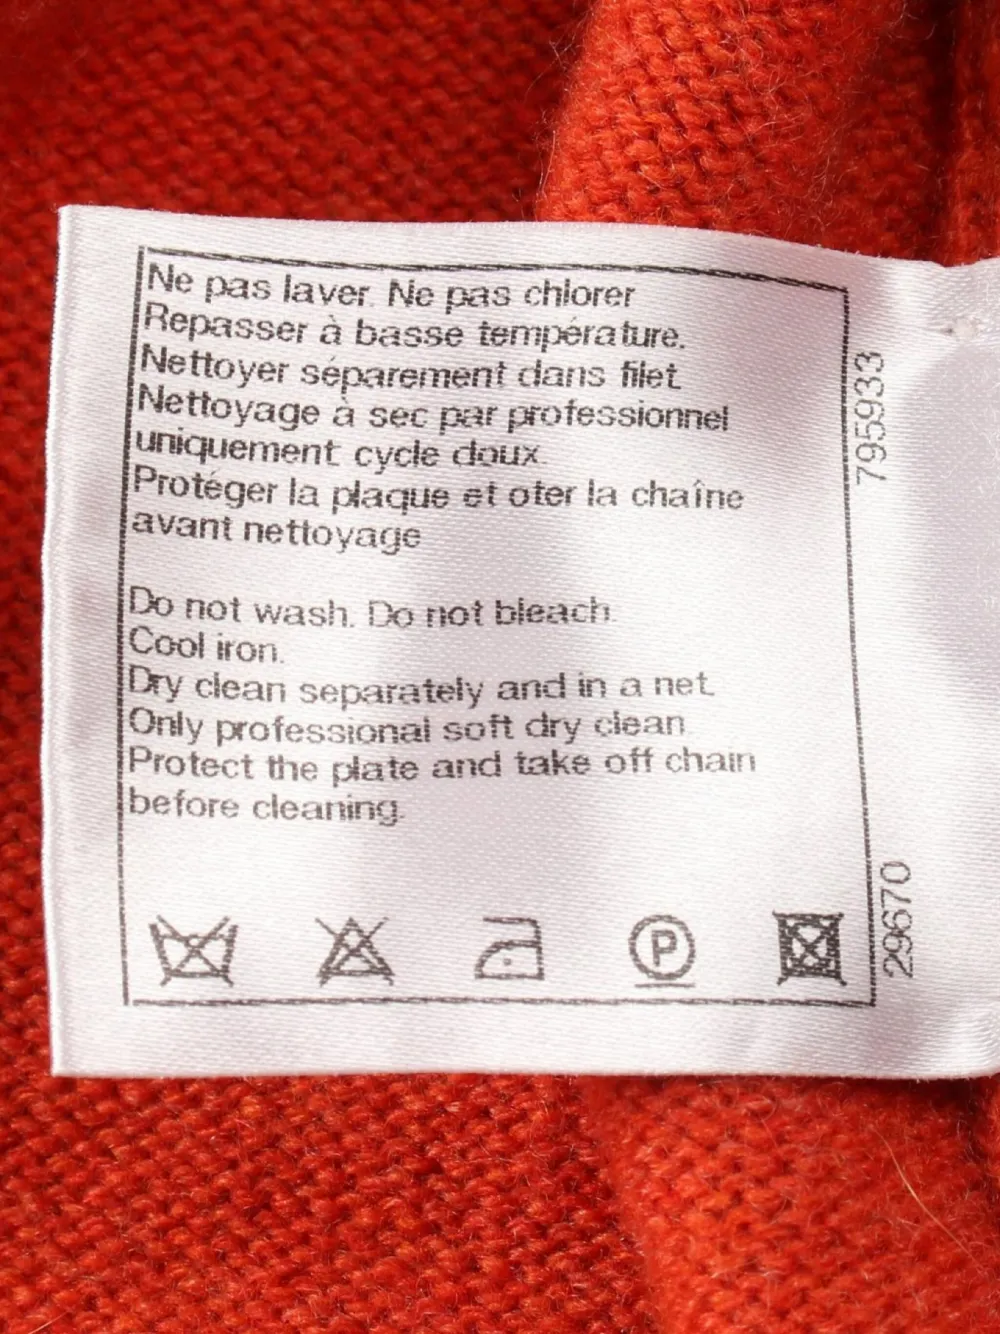 Ne pas laver. Ne pas chlorer
Repasser à basse température.
Nettoyer séparement dans filet.
Nettoyage à sec par professionnel
uniquement cycle doux.
Protéger la plaque et oter la chaîne
avant nettoyage
Do not wash. Do not bleach.
Cool iron.
Dry clean separately and in a net.
Only professional soft dry clean.
Protect the plate and take off chain
before cleaning.
P
795933
29670